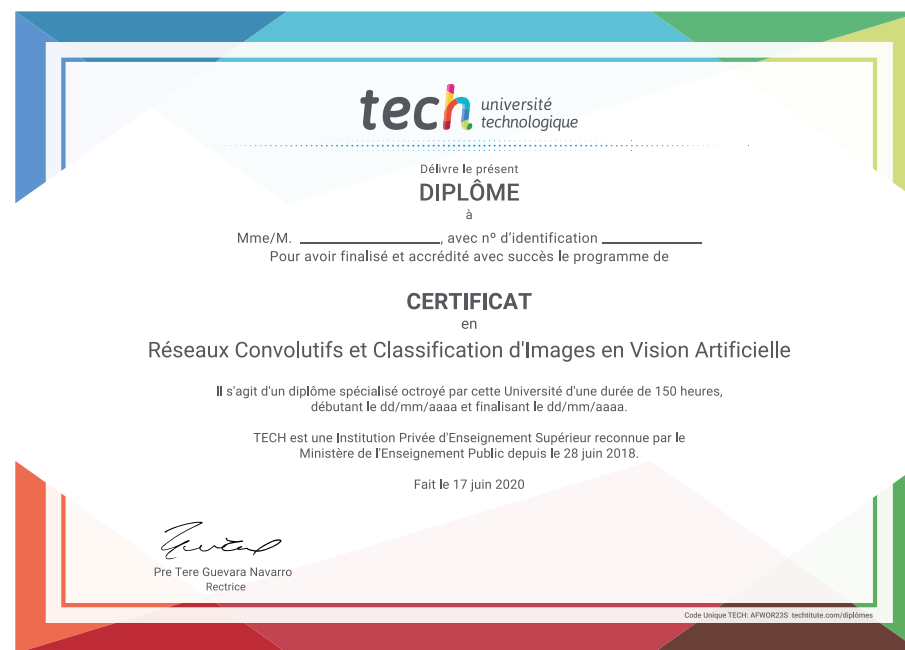 tech université
technologique
Délivre le présent
DIPLÔME
à
Mme/M. ____________________, avec nº d'identification ______________
Pour avoir finalisé et accrédité avec succès le programme de
CERTIFICAT
en
Réseaux Convolutifs et Classification d'Images en Vision Artificielle
Il s'agit d'un diplôme spécialisé octroyé par cette Université d'une durée de 150 heures,
débutant le dd/mm/aaaa et finalisant le dd/mm/aaaa.
TECH est une Institution Privée d'Enseignement Supérieur reconnue par le
Ministère de l'Enseignement Public depuis le 28 juin 2018.
Fait le 17 juin 2020
Pre Tere Guevara Navarro
Rectrice
Code Unique TECH: AFWOR23S techtitute.com/diplômes